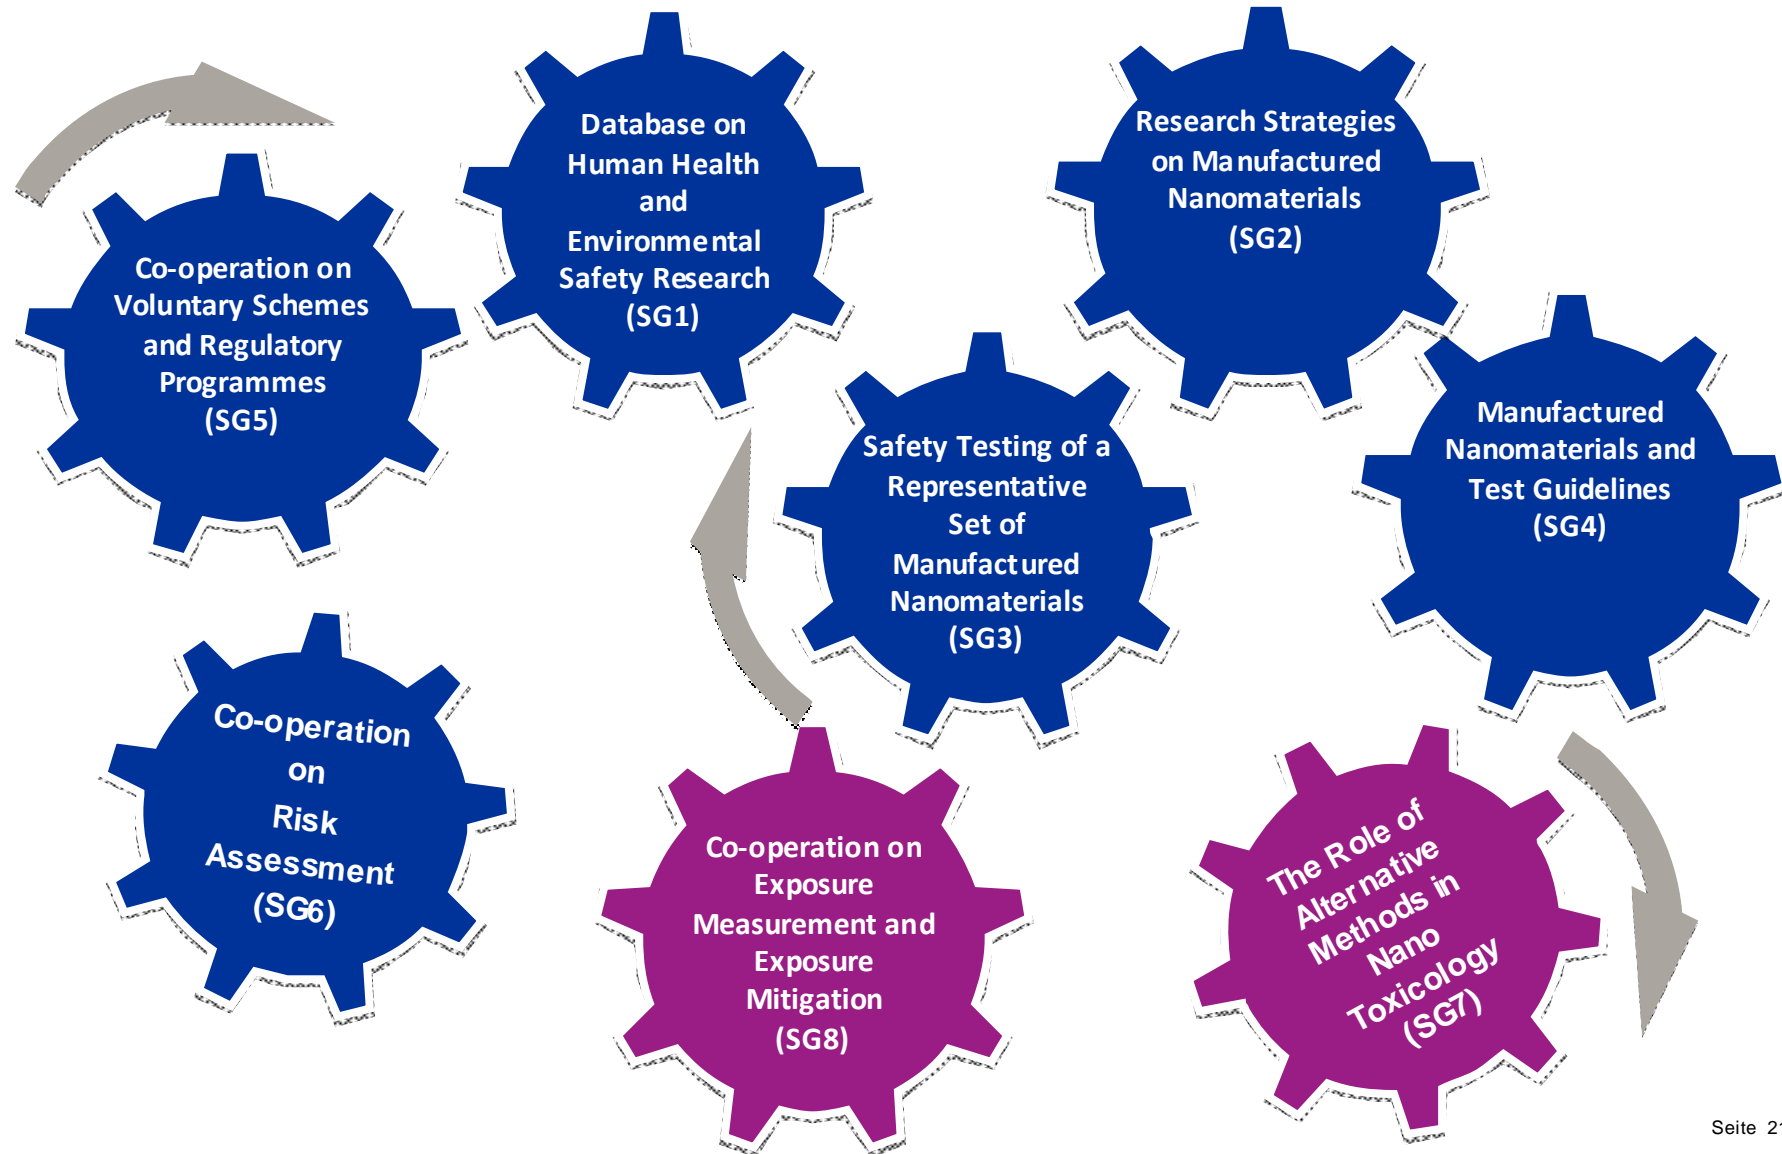 Database on
Human Health
and
Environmental
Safety Research
(SG1)
Research Strategies
on Manufactured
Nanomaterials
(SG2)
Co-operation on
Voluntary Schemes
and Regulatory
Programmes
(SG5)
Safety Testing of a
Representative
Set of
Manufactured
Nanomaterials
(SG3)
Manufactured
Nanomaterials and
Test Guidelines
(SG4)
Co-operation
on
Risk
Assessment
(SG6)
Co-operation on
Exposure
Measurement and
Exposure
Mitigation
(SG8)
The Role of
Alternative
Methods in
Nano
Toxicology
(SG7)
Seite 21